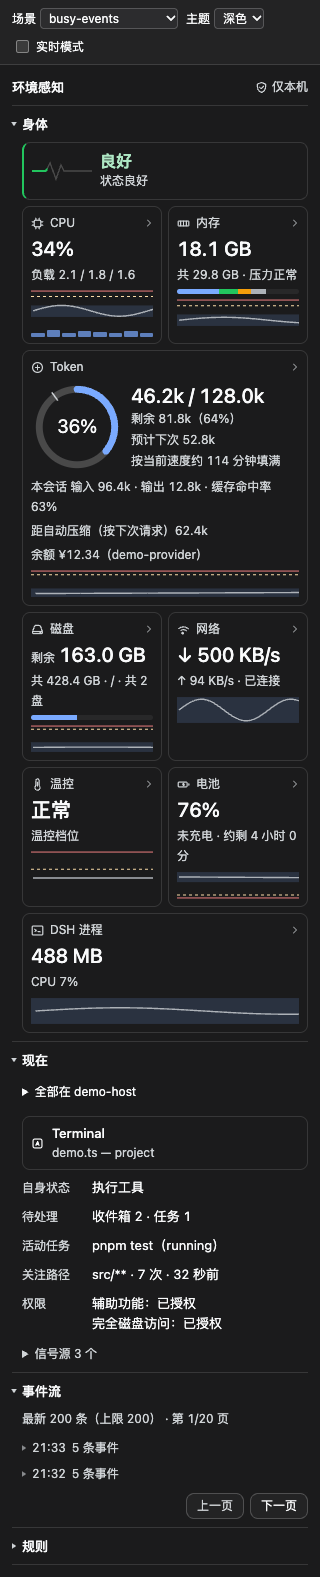 场景 busy-events 主题 深色
实时模式
环境感知 仅本机
身体
良好
状态良好
CPU
34%
负载 2.1 / 1.8 / 1.6
内存
18.1 GB
共 29.8 GB · 压力正常
Token
36%
46.2k / 128.0k
剩余 81.8k（64%）
预计下次 52.8k
按当前速度约 114 分钟填满
本会话 输入 96.4k · 输出 12.8k · 缓存命中率
63%
距自动压缩（按下次请求）62.4k
余额 ¥12.34（demo-provider）
磁盘
剩余 163.0 GB
共 428.4 GB · / · 共 2
盘
网络
↓ 500 KB/s
↑ 94 KB/s · 已连接
温控
正常
温控档位
电池
76%
未充电 · 约剩 4 小时 0
分
DSH 进程
488 MB
CPU 7%
现在
全部在 demo-host
Terminal
demo.ts — project
自身状态 执行工具
待处理 收件箱 2 · 任务 1
活动任务 pnpm test（running）
关注路径 src/** · 7 次 · 32 秒前
权限 辅助功能：已授权
完全磁盘访问：已授权
信号源 3 个
事件流
最新 200 条（上限 200） · 第 1/20 页
21:33 5 条事件
21:32 5 条事件
上一页 下一页
规则